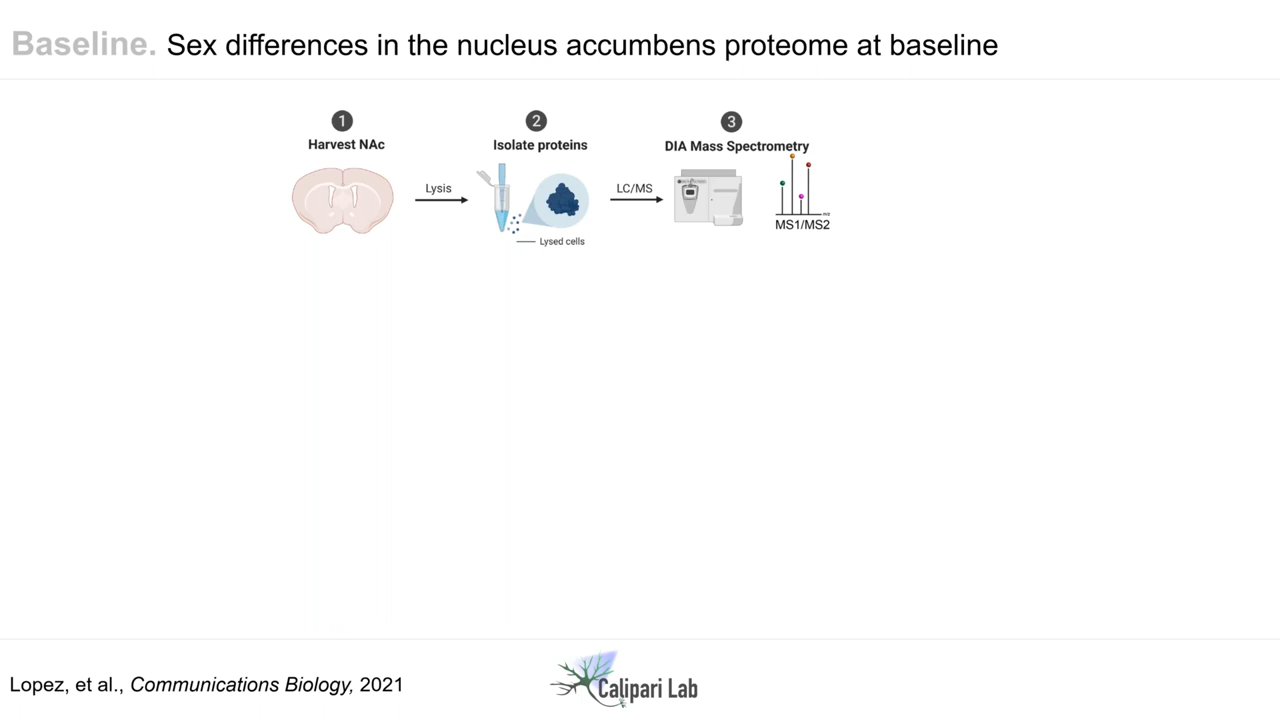 Baseline. Sex differences in the nucleus accumbens proteome at baseline
1 2 3
Harvest NAc Isolate proteins DIA Mass Spectrometry
Lysis LC/MS
m/z
MS1/MS2
Lysed cells
Lopez, et al., Communications Biology, 2021
Calipari Lab